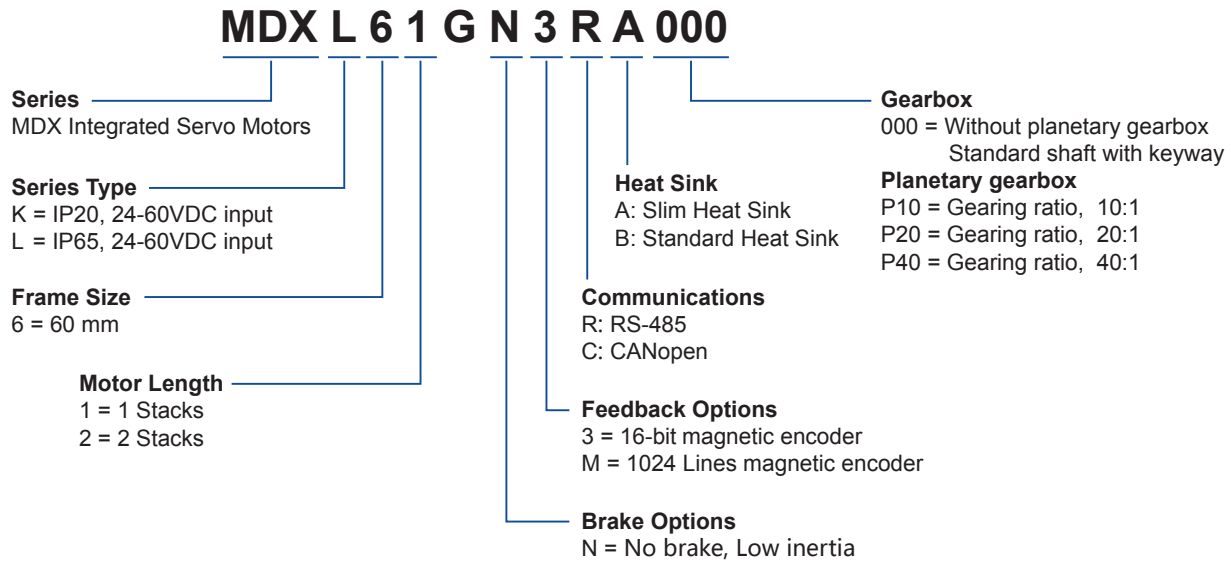 MDX L 6 1 G N 3 R A 000
Series
MDX Integrated Servo Motors
Series Type
K = IP20, 24-60VDC input
L = IP65, 24-60VDC input
Frame Size
6 = 60 mm
Motor Length
1 = 1 Stacks
2 = 2 Stacks
Gearbox
000 = Without planetary gearbox
Standard shaft with keyway
Planetary gearbox
P10 = Gearing ratio, 10:1
P20 = Gearing ratio, 20:1
P40 = Gearing ratio, 40:1
Heat Sink
A: Slim Heat Sink
B: Standard Heat Sink
Communications
R: RS-485
C: CANopen
Feedback Options
3 = 16-bit magnetic encoder
M = 1024 Lines magnetic encoder
Brake Options
N = No brake, Low inertia